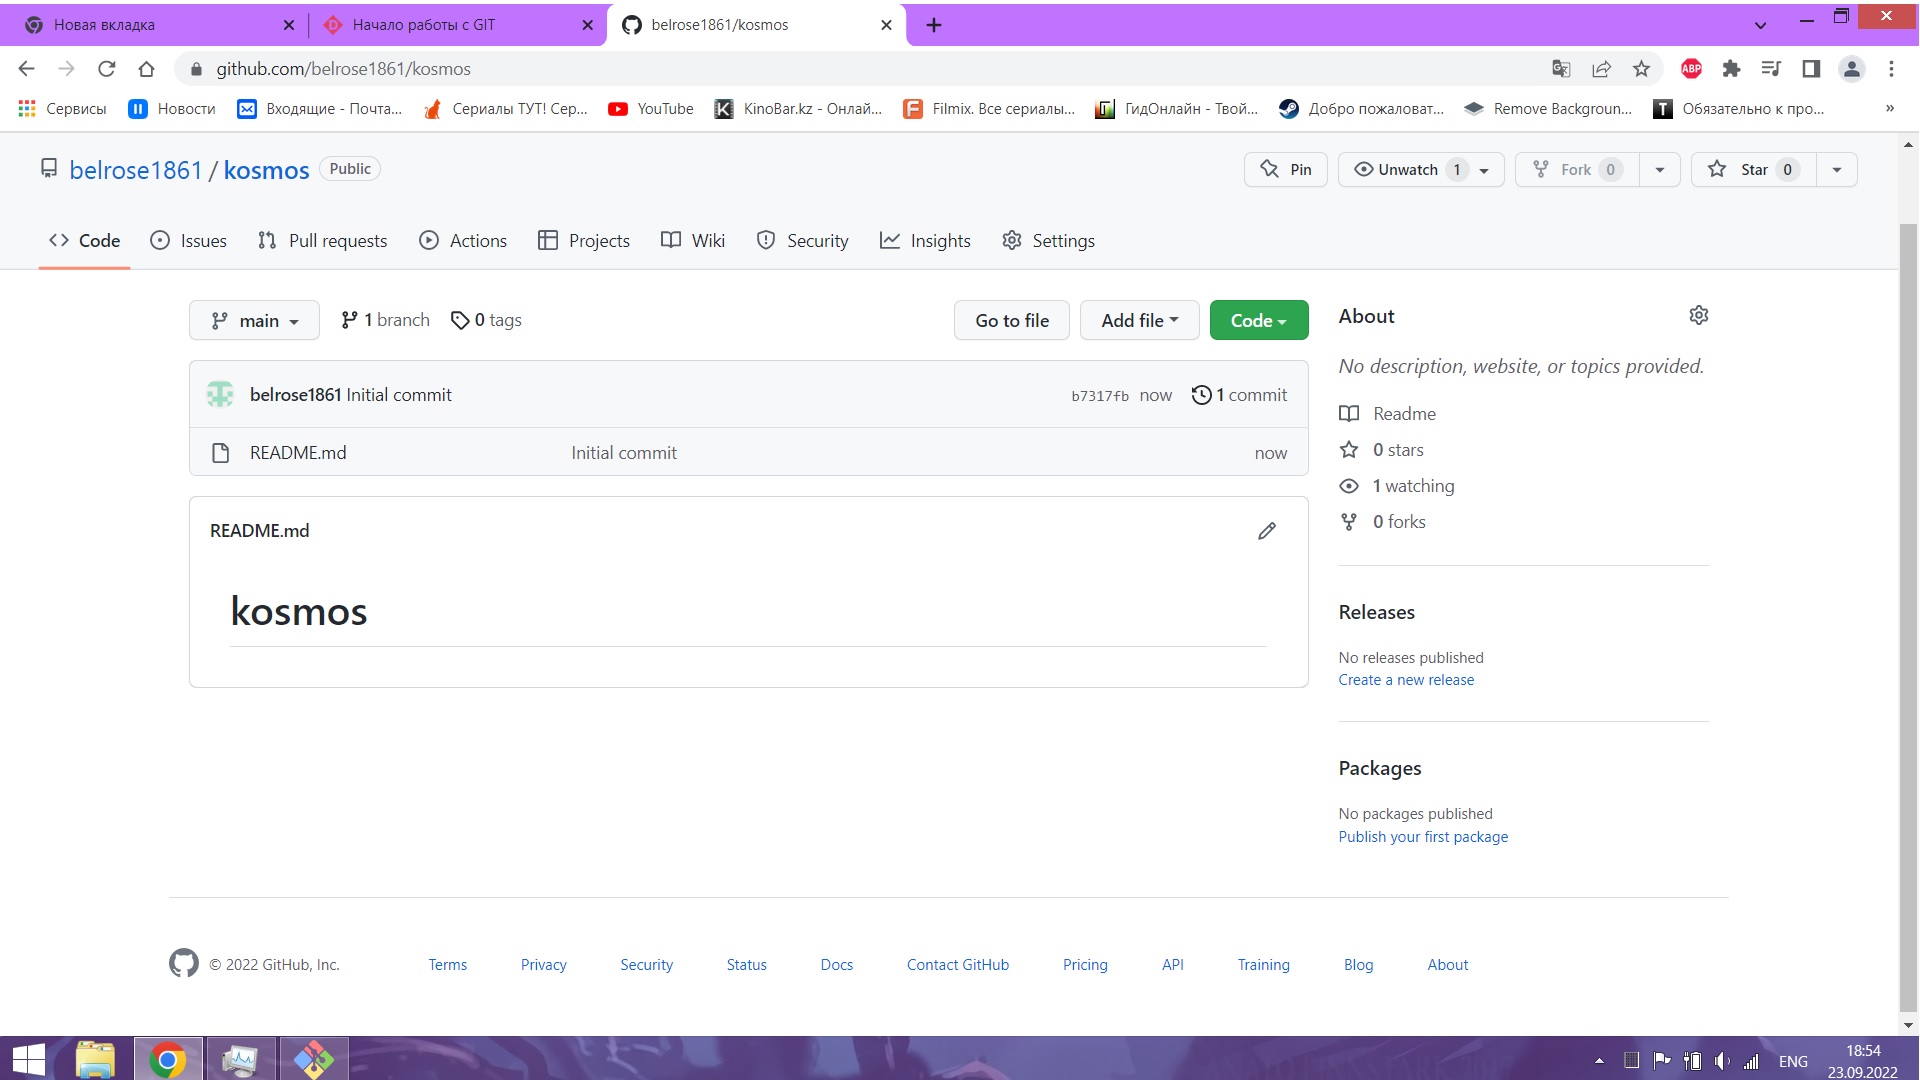 Новая вкладка
Начало работы с GIT
belrose1861/kosmos
github.com/belrose1861/kosmos
ABP
Сервисы
Новости
Входящие - Почта...
Сериалы ТУТ! Сер...
YouTube
KinoBar.kz - Онлай...
Filmix. Все сериалы...
ГидОнлайн - Твой...
Добро пожаловат...
Remove Backgroun...
Обязательно к про...
»
belrose1861 / kosmos Public
Pin
Unwatch 1
Fork 0
Star 0
Code
Issues
Pull requests
Actions
Projects
Wiki
Security
Insights
Settings
main
1 branch
0 tags
Go to file
Add file
Code
belrose1861 Initial commit
b7317fb now
1 commit
README.md
Initial commit
now
README.md
kosmos
About
No description, website, or topics provided.
Readme
0 stars
1 watching
0 forks
Releases
No releases published
Create a new release
Packages
No packages published
Publish your first package
© 2022 GitHub, Inc.
Terms
Privacy
Security
Status
Docs
Contact GitHub
Pricing
API
Training
Blog
About
ENG
18:54
23.09.2022